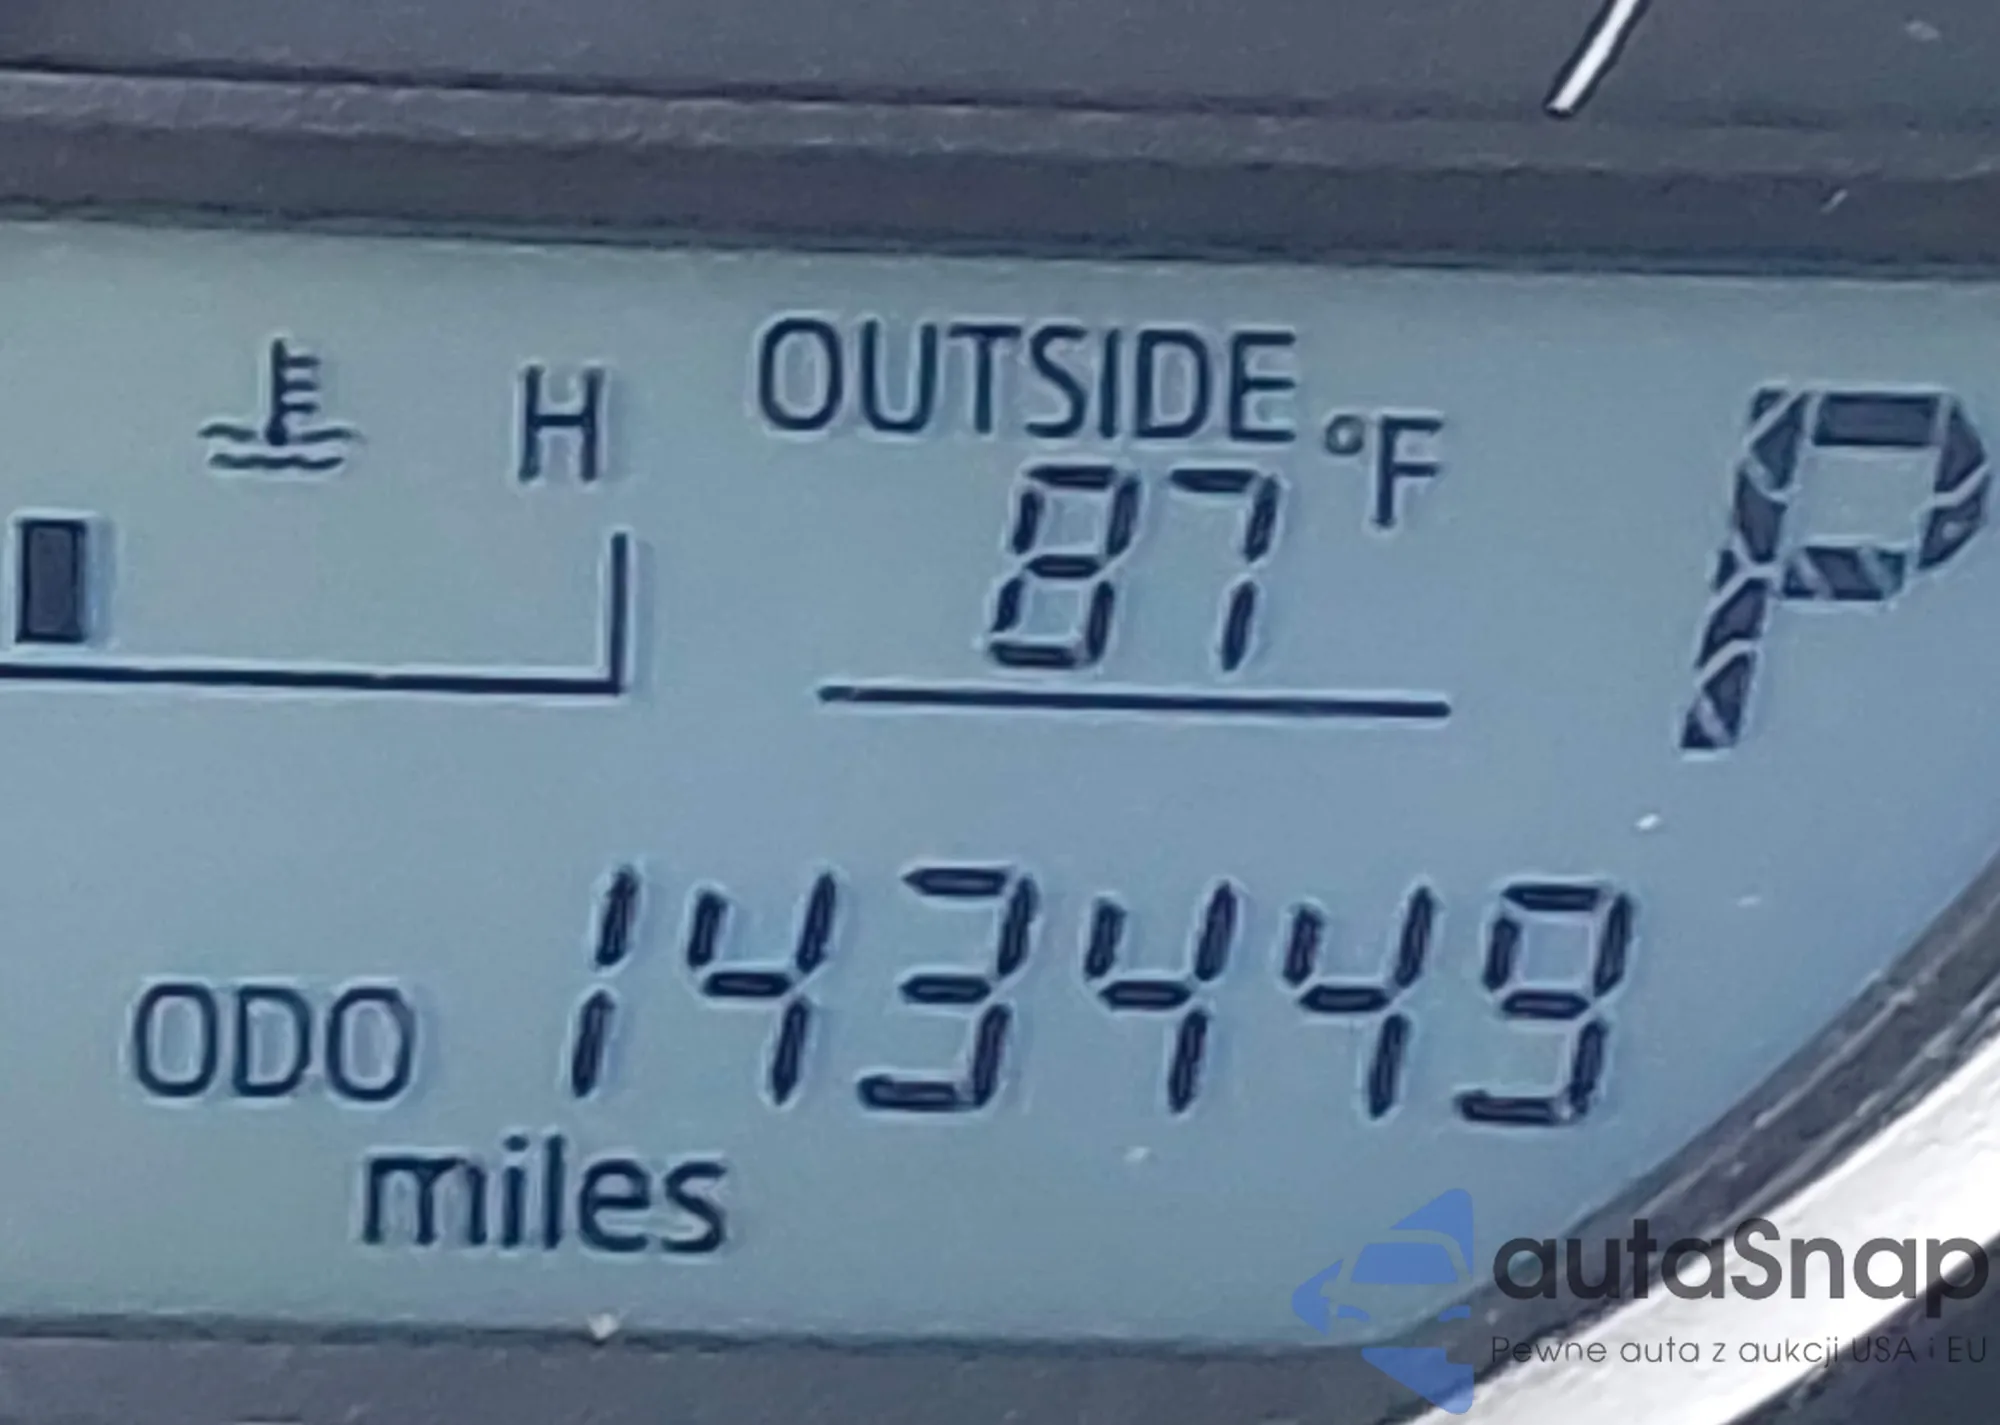 H OUTSIDE °F P
87
ODO 143449
miles
autaSnap
Pewne auta z aukcji USA i EU